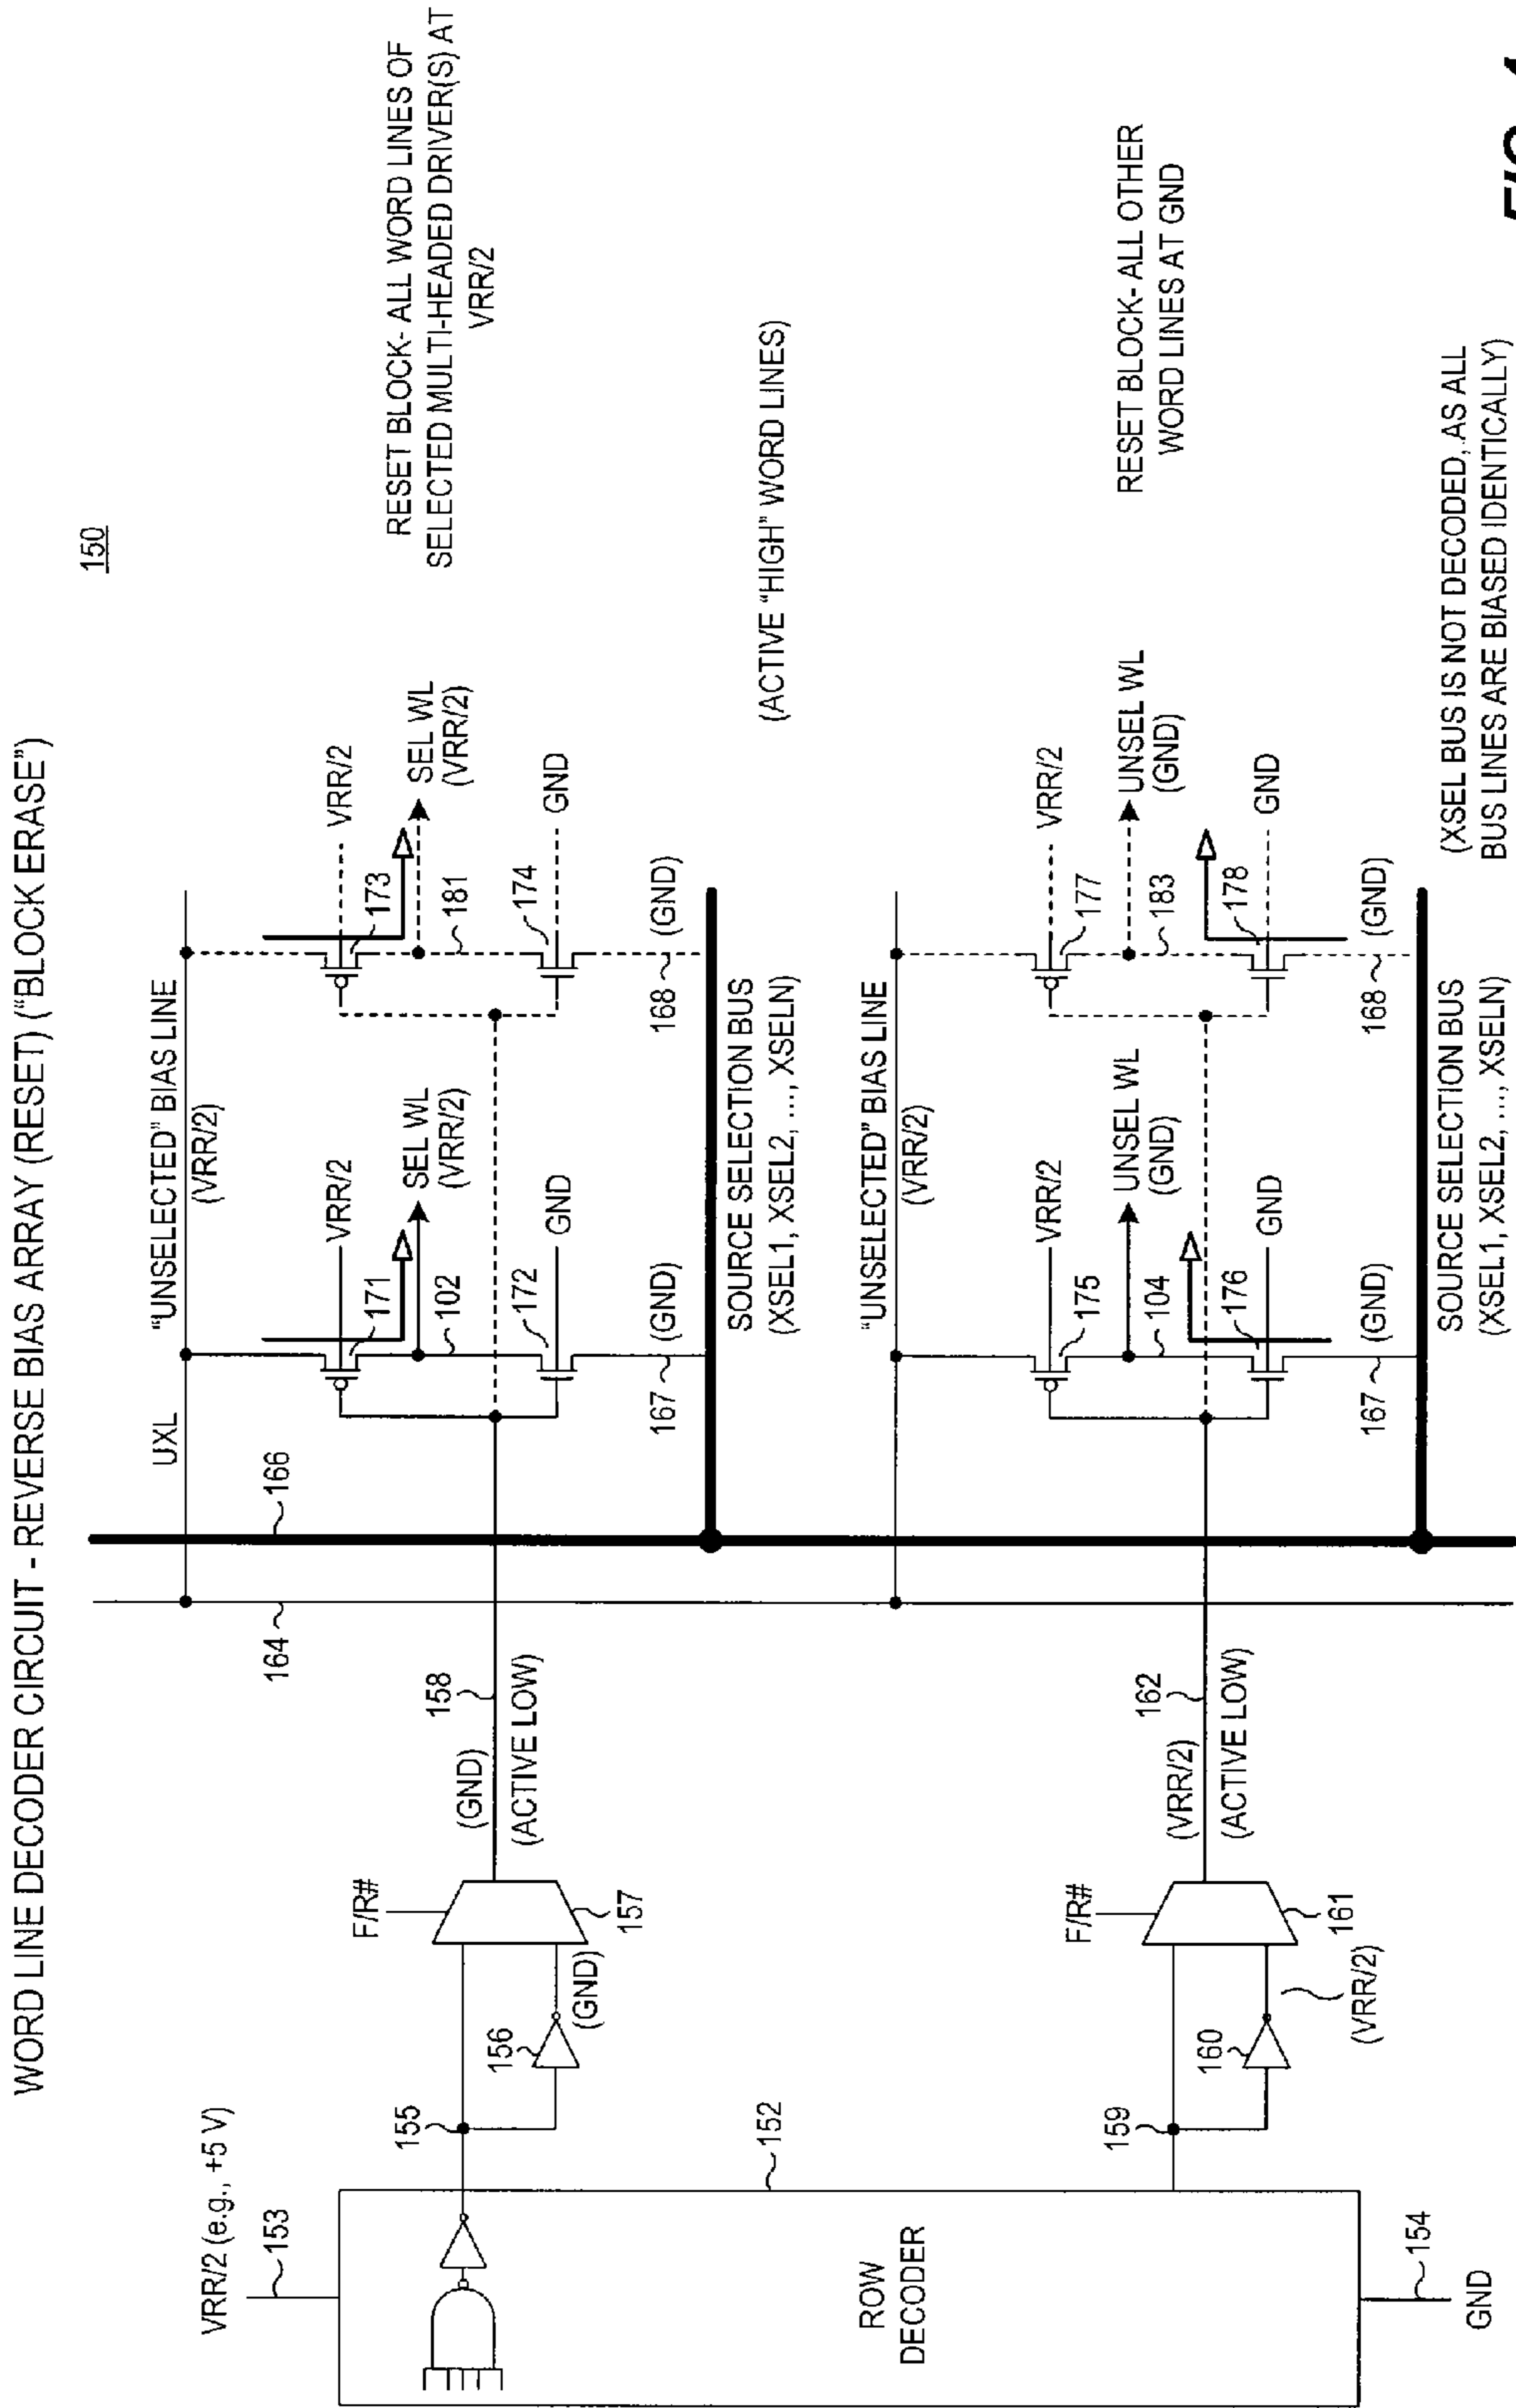 WORD LINE DECODER CIRCUIT - REVERSE BIAS ARRAY (RESET) ("BLOCK ERASE")
150
VRR/2 (e.g., +5 V)
153
155
156
(GND)
F/R#
157
(GND)
158
(ACTIVE LOW)
164
166
UXL
"UNSELECTED" BIAS LINE
(VRR/2)
VRR/2
171
SEL WL
(VRR/2)
102
172
GND
167
(GND)
VRR/2
173
SEL WL
(VRR/2)
181
174
GND
168
(GND)
SOURCE SELECTION BUS
(XSEL1, XSEL2, ..., XSELN)
RESET BLOCK- ALL WORD LINES OF
SELECTED MULTI-HEADED DRIVER(S) AT
VRR/2
(ACTIVE "HIGH" WORD LINES)
ROW
DECODER
152
154
GND
159
160
(VRR/2)
F/R#
161
(VRR/2)
162
(ACTIVE LOW)
"UNSELECTED" BIAS LINE
(VRR/2)
VRR/2
175
UNSEL WL
(GND)
104
176
GND
167
(GND)
VRR/2
177
UNSEL WL
(GND)
183
178
GND
168
(GND)
SOURCE SELECTION BUS
(XSEL1, XSEL2, ..., XSELN)
RESET BLOCK- ALL OTHER
WORD LINES AT GND
(XSEL BUS IS NOT DECODED, AS ALL
BUS LINES ARE BIASED IDENTICALLY)